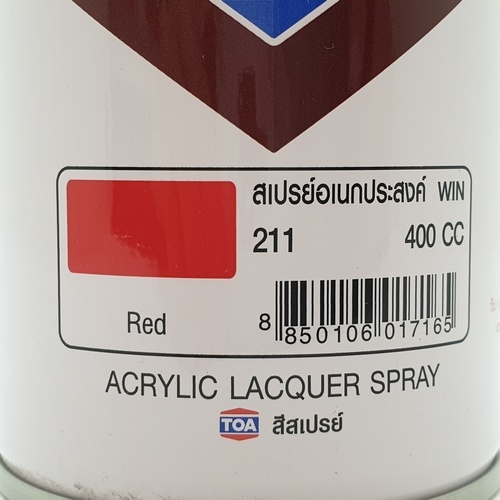 สเปรย์อเนกประสงค์ WIN
211 400 CC
Red
8 850106 017165
ACRYLIC LACQUER SPRAY
TOA สีสเปรย์